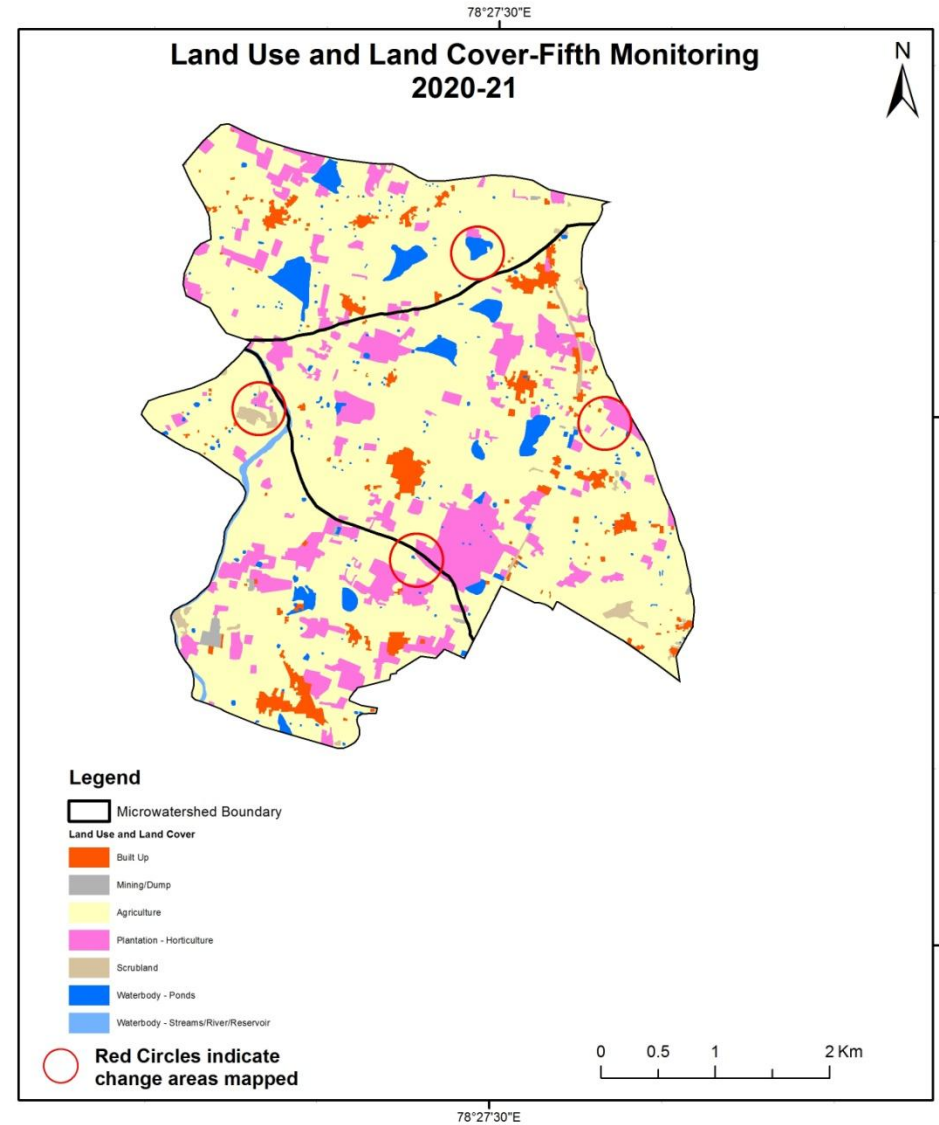 78°27'30"E
Land Use and Land Cover-Fifth Monitoring
2020-21
N
Legend
Microwatershed Boundary
Land Use and Land Cover
Built Up
Mining/Dump
Agriculture
Plantation - Horticulture
Scrubland
Waterbody - Ponds
Waterbody - Streams/River/Reservoir
Red Circles indicate
change areas mapped
0 0.5 1 2 Km
78°27'30"E